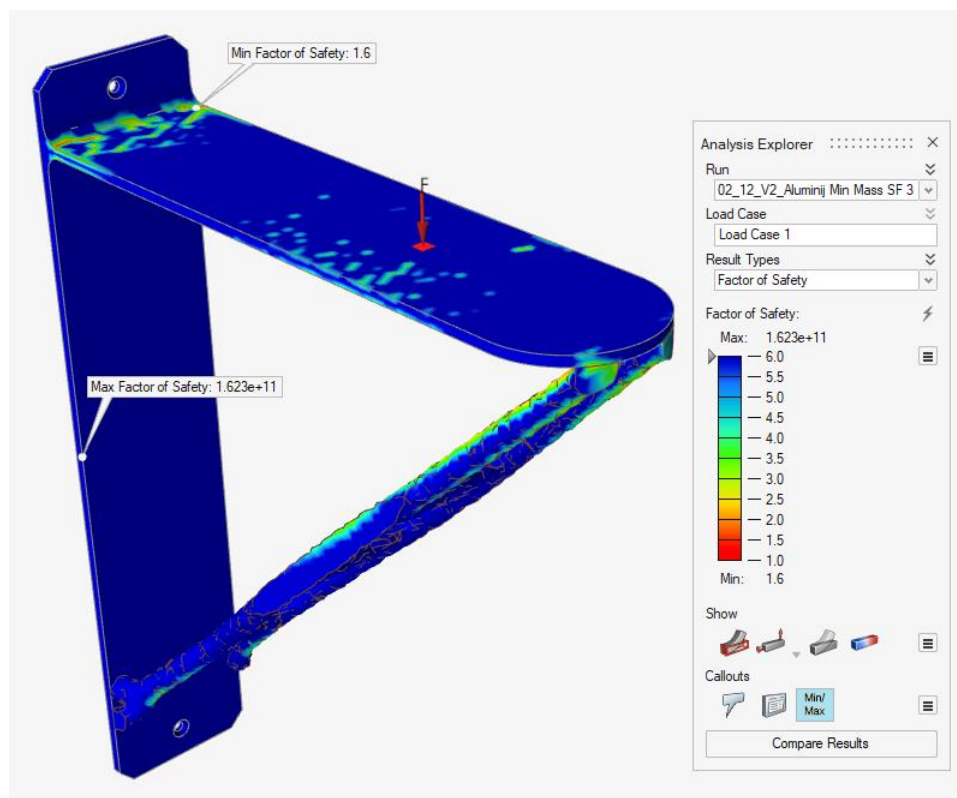 Min Factor of Safety: 1.6
F
Max Factor of Safety: 1.623e+11
Analysis Explorer
Run
02_12_V2_Aluminij Min Mass SF 3
Load Case
Load Case 1
Result Types
Factor of Safety
Factor of Safety:
Max: 1.623e+11
6.0
5.5
5.0
4.5
4.0
3.5
3.0
2.5
2.0
1.5
1.0
Min: 1.6
Show
Callouts
Min/
Max
Compare Results